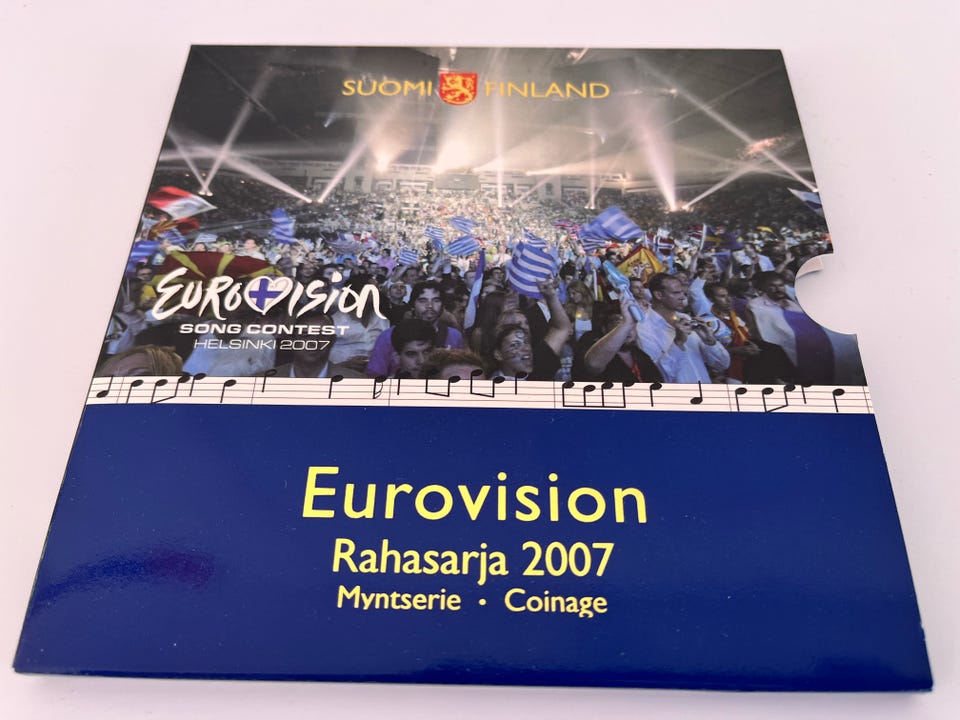 SUOMI FINLAND
EUROVISION
SONG CONTEST
HELSINKI 2007
Eurovision
Rahasarja 2007
Myntserie • Coinage